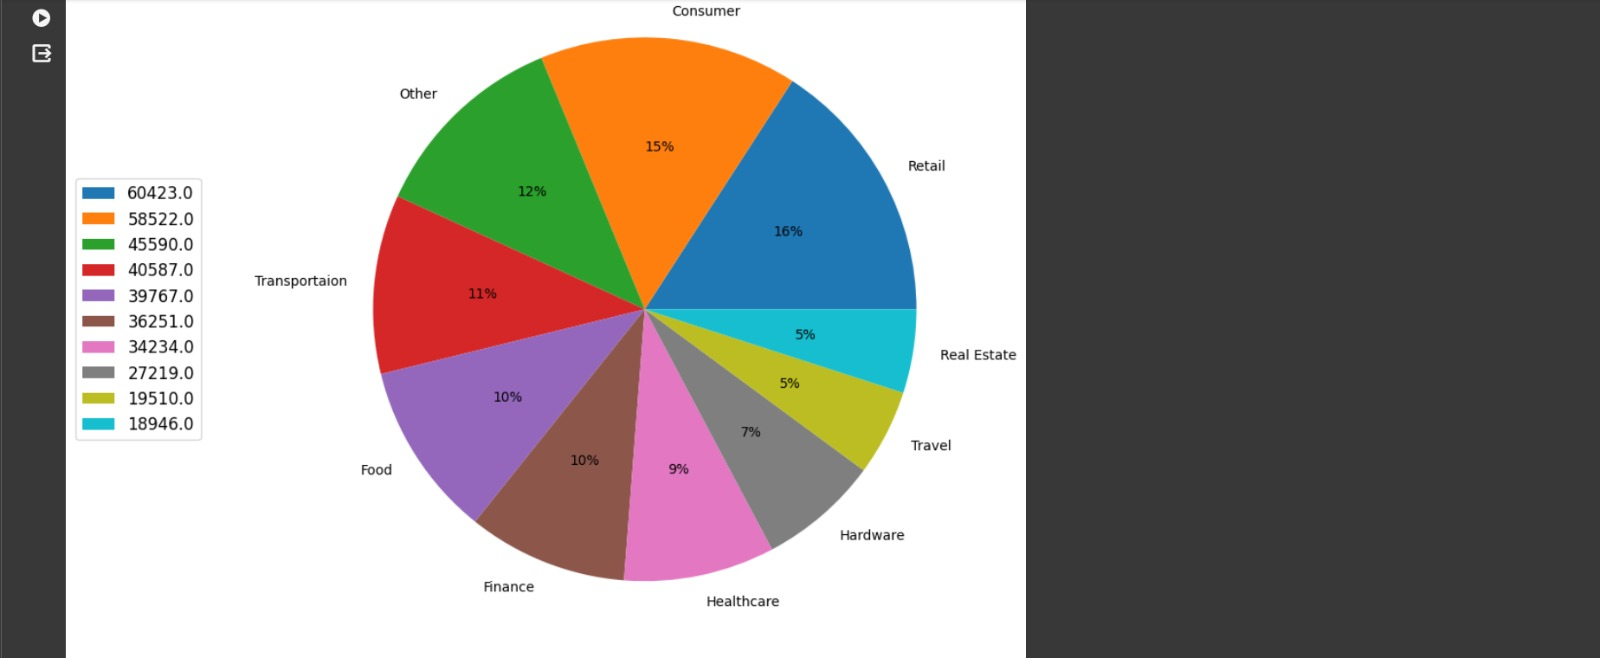 Consumer
Other
Retail
15%
12%
16%
60423.0
58522.0
45590.0
40587.0
39767.0
36251.0
34234.0
27219.0
19510.0
18946.0
Transportaion
11%
5%
Real Estate
5%
10%
7%
Travel
10%
9%
Food
Hardware
Finance
Healthcare